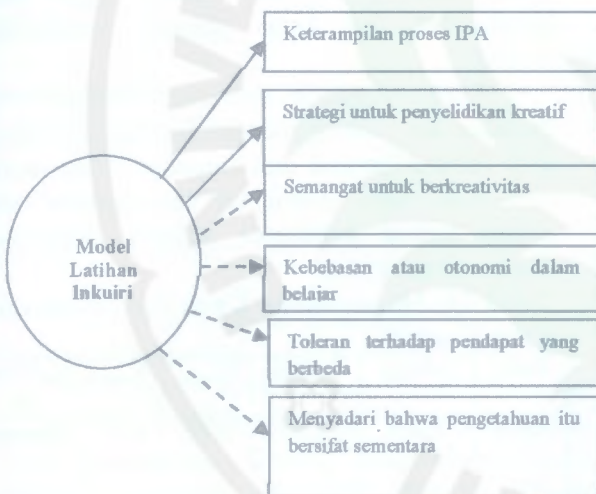 Keterampilan proses IPA
Strategi untuk penyelidikan kreatif
Semangat untuk berkreativitas
Model
Latihan
Inkuiri
Kebebasan atau otonomi dalam
belajar
Toleran terhadap pendapat yang
berbeda
Menyadari bahwa pengetahuan itu
bersifat sementara